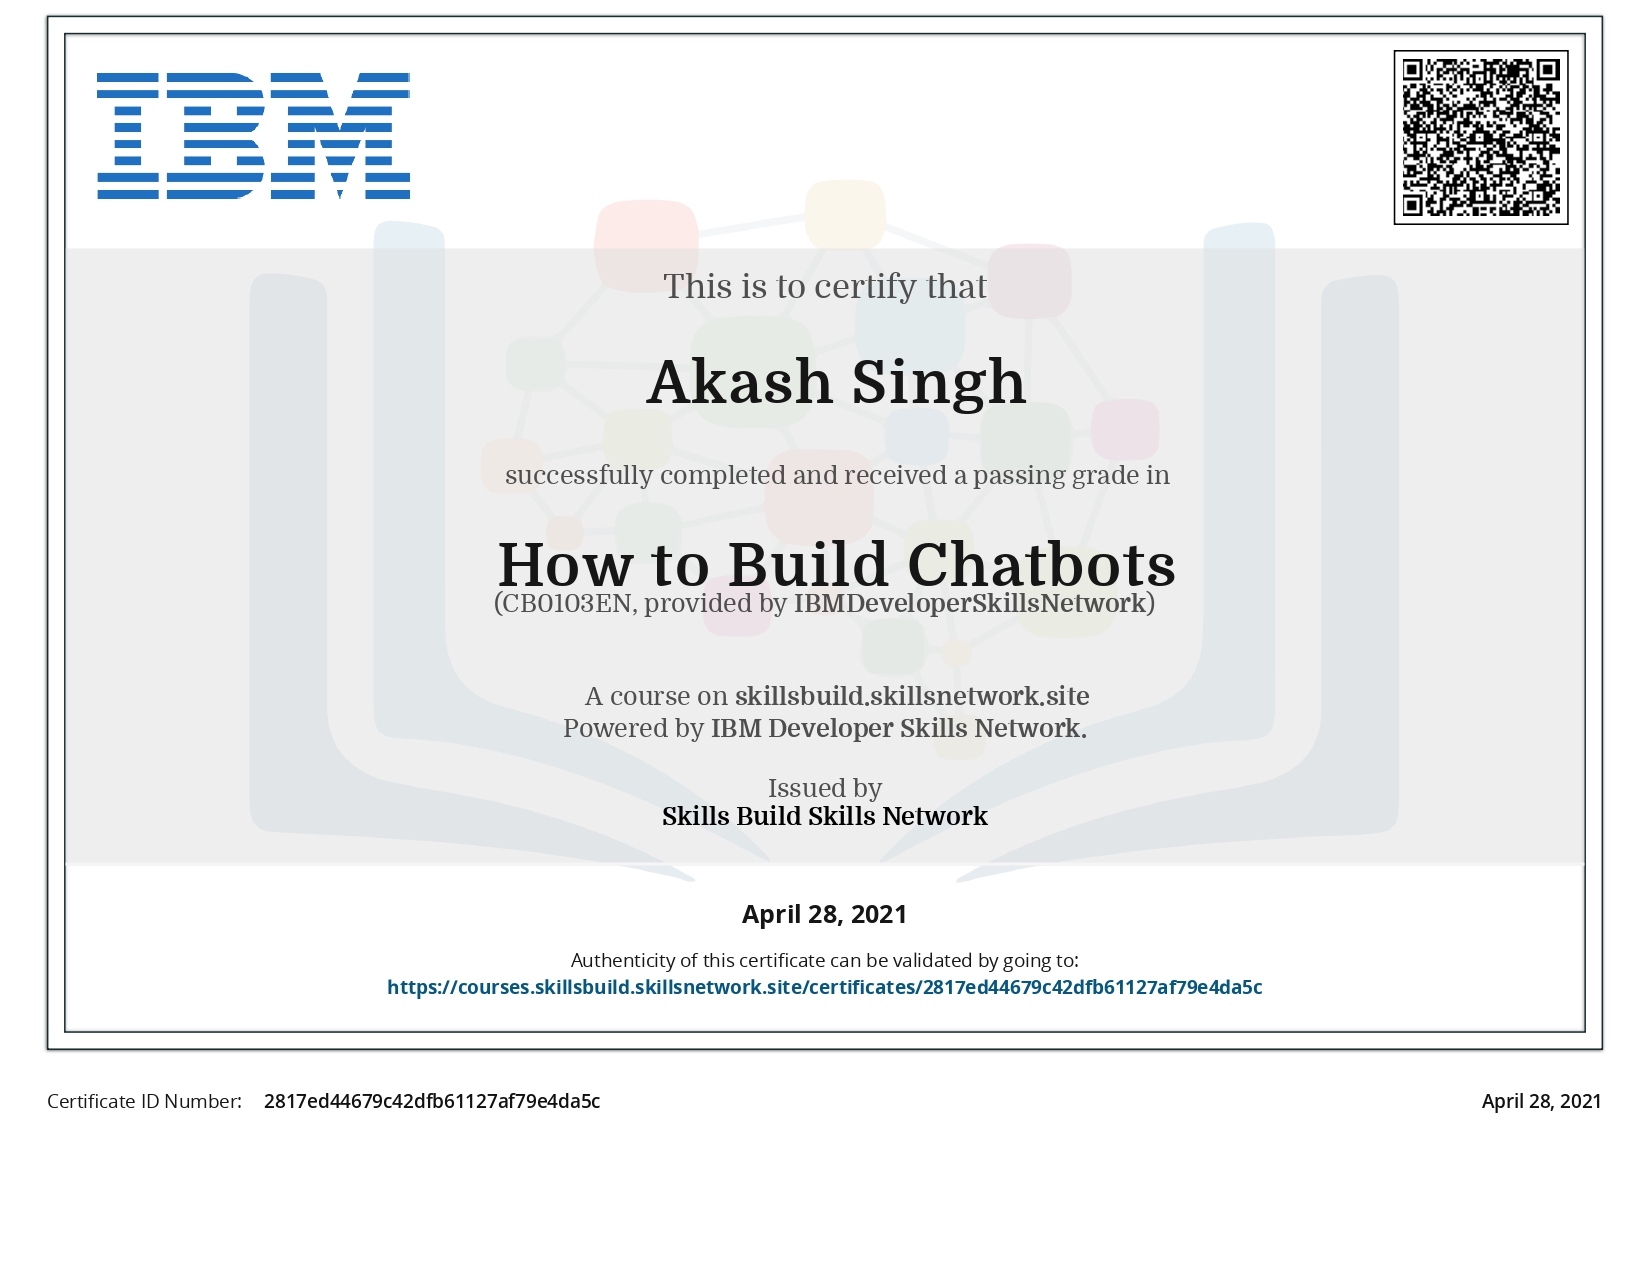 IBM
This is to certify that
Akash Singh
successfully completed and received a passing grade in
How to Build Chatbots
(CB0103EN, provided by IBMDeveloperSkillsNetwork)
A course on skillsbuild.skillsnetwork.site
Powered by IBM Developer Skills Network.
Issued by
Skills Build Skills Network
April 28, 2021
Authenticity of this certificate can be validated by going to:
https://courses.skillsbuild.skillsnetwork.site/certificates/2817ed44679c42dfb61127af79e4da5c
Certificate ID Number: 2817ed44679c42dfb61127af79e4da5c April 28, 2021